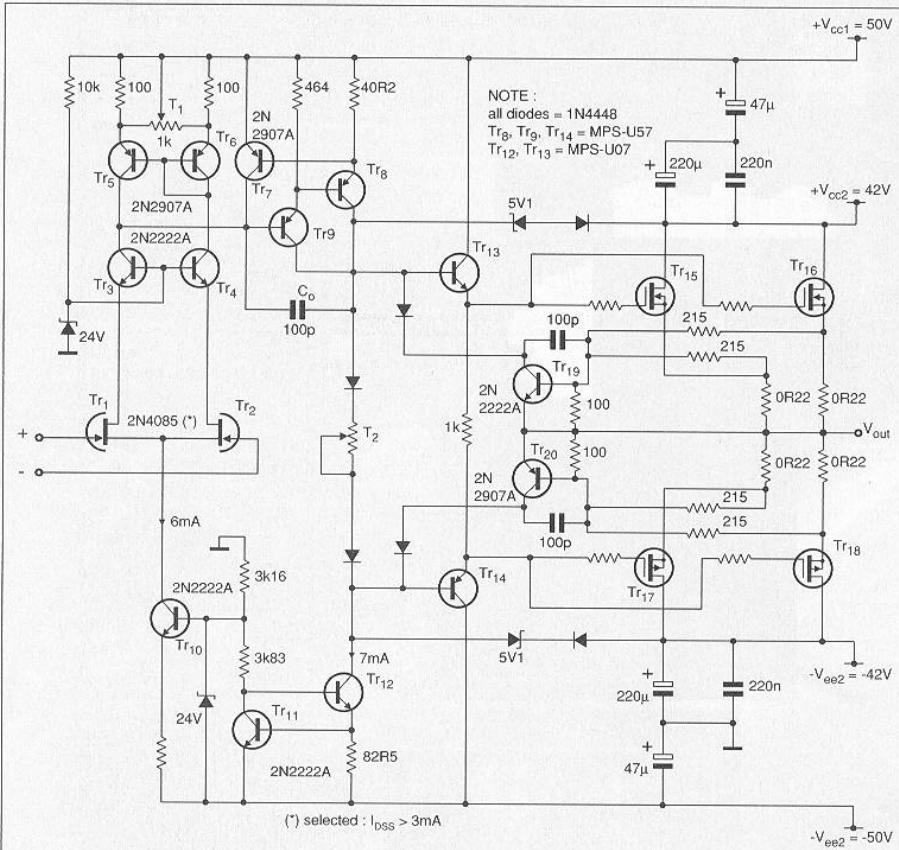 +Vcc1 = 50V
10k
100
T1
1k
100
464
40R2
2N
2907A
NOTE :
all diodes = 1N4448
Tr8, Tr9, Tr14 = MPS-U57
Tr12, Tr13 = MPS-U07
+
47µ
+
220µ
220n
+Vcc2 = 42V
Tr5
Tr6
Tr7
Tr8
2N2907A
5V1
Tr9
2N2222A
Tr3
Tr4
Tr13
Tr15
Tr16
Co
100p
24V
100p
215
215
Tr19
2N
2222A
100
0R22
0R22
Tr1
2N4085 (*)
Tr2
T2
1k
+
-
Vout
Tr20
100
0R22
0R22
2N
2907A
215
215
100p
6mA
3k16
Tr14
Tr17
Tr18
2N2222A
Tr10
3k83
7mA
5V1
-Vee2 = -42V
Tr12
24V
Tr11
+
220µ
220n
82R5
2N2222A
+
47µ
(*) selected : IDSS > 3mA
-Vee2 = -50V